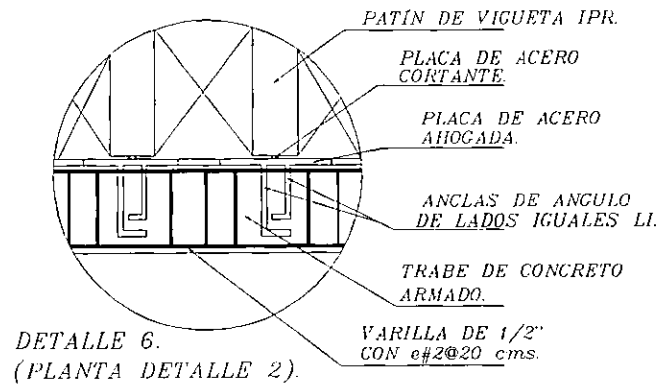 PATÍN DE VIGUETA IPR.
PLACA DE ACERO
CORTANTE.
PLACA DE ACERO
AHOGADA.
ANCLAS DE ANGULO
DE LADOS IGUALES LI.
TRABE DE CONCRETO
ARMADO.
VARILLA DE 1/2"
CON e#2@20 cms.
DETALLE 6.
(PLANTA DETALLE 2).